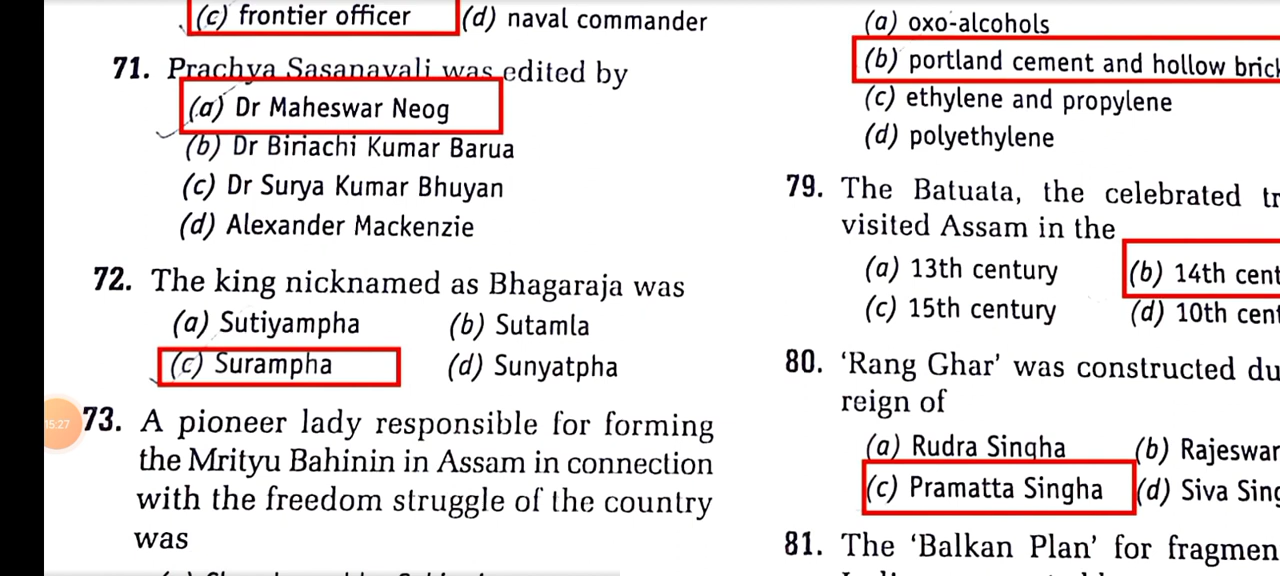 (c) frontier officer (d) naval commander
71. Prachya Sasanavali was edited by
(a) Dr Maheswar Neog
(b) Dr Biriachi Kumar Barua
(c) Dr Surya Kumar Bhuyan
(d) Alexander Mackenzie
72. The king nicknamed as Bhagaraja was
(a) Sutiyampha (b) Sutamla
(c) Surampha (d) Sunyatpha
15:27
73. A pioneer lady responsible for forming
the Mrityu Bahinin in Assam in connection
with the freedom struggle of the country
was
(a) oxo-alcohols
(b) portland cement and hollow brick
(c) ethylene and propylene
(d) polyethylene
79. The Batuata, the celebrated tr
visited Assam in the
(a) 13th century (b) 14th cent
(c) 15th century (d) 10th cent
80. 'Rang Ghar' was constructed du
reign of
(a) Rudra Singha (b) Rajeswar
(c) Pramatta Singha (d) Siva Sing
81. The 'Balkan Plan' for fragmen